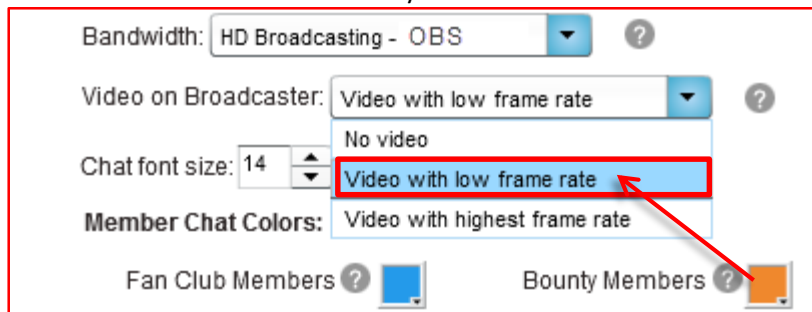 Bandwidth: HD Broadcasting - OBS ?
Video on Broadcaster: Video with low frame rate ?
No video
Chat font size: 14 Video with low frame rate
Member Chat Colors: Video with highest frame rate
Fan Club Members ? Bounty Members ?